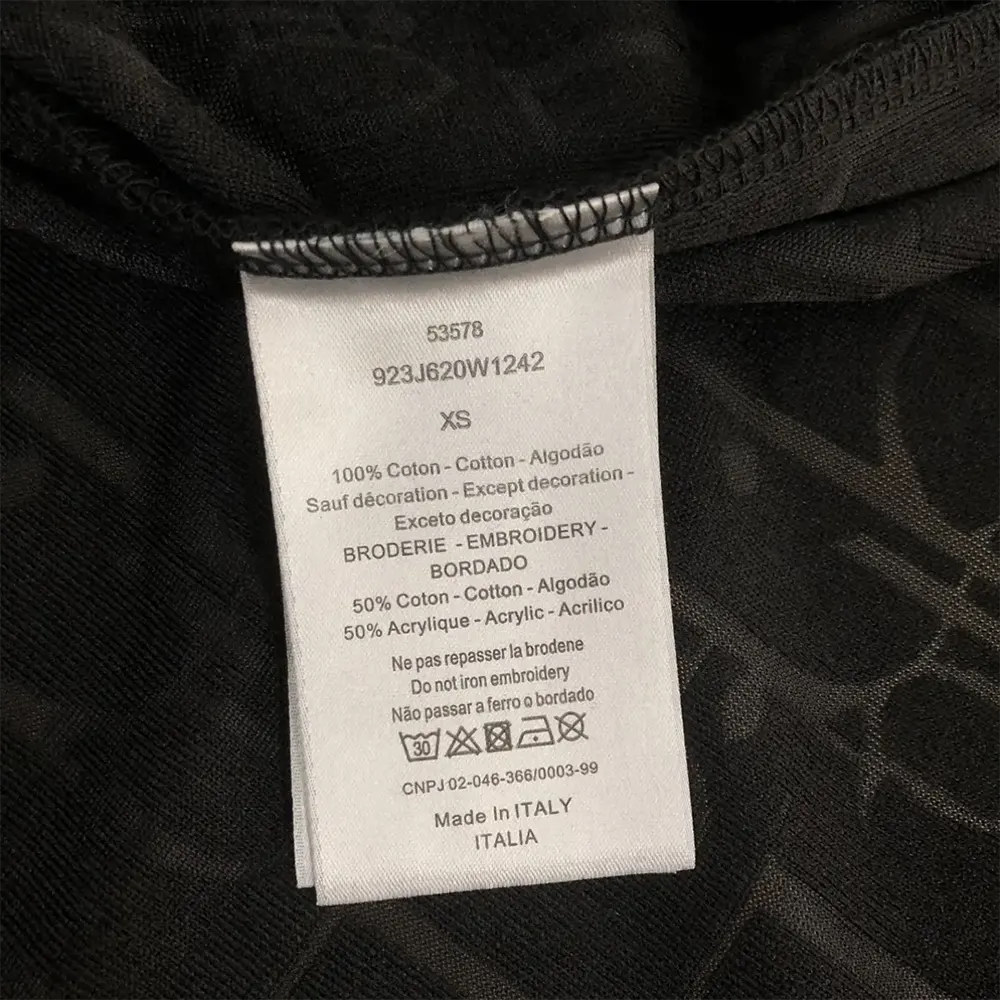 53578
923J620W1242
XS
100% Coton - Cotton - Algodão
Sauf décoration - Except decoration -
Exceto decoração
BRODERIE - EMBROIDERY -
BORDADO
50% Coton - Cotton - Algodão
50% Acrylique - Acrylic - Acrilico
Ne pas repasser la brodene
Do not iron embroidery
Não passar a ferro o bordado
30
CNPJ 02-046-366/0003-99
Made In ITALY
ITALIA